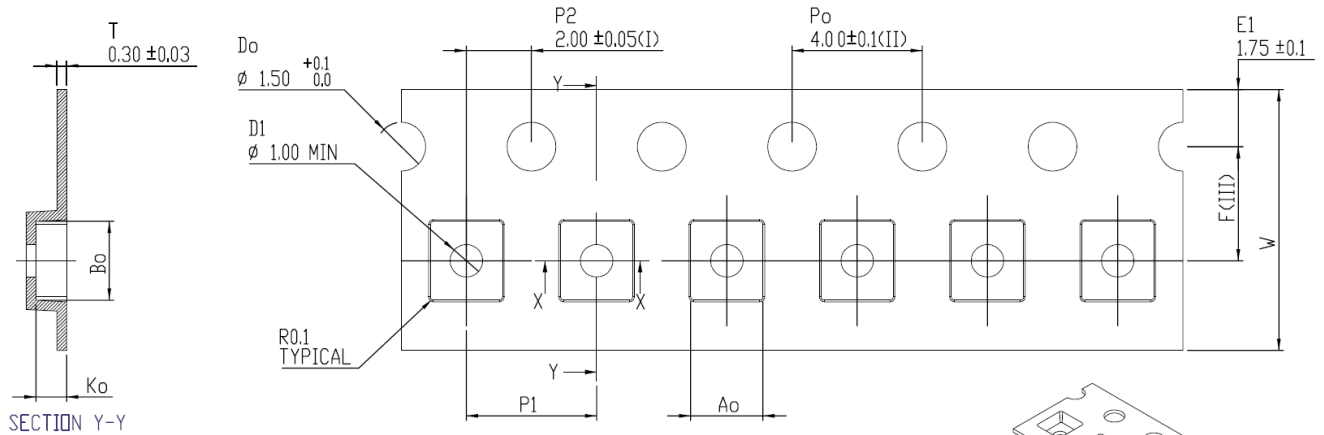 T
0.30 ±0.03
Do
ø 1.50 +0.1 0.0
D1
ø 1.00 MIN
P2
2.00 ±0.05(I)
Y
Po
4.0 0±0.1(II)
E1
1.75 ±0.1
F(III)
W
Bo
X X
R0.1
TYPICAL
Y
Ko
P1
Ao
SECTION Y-Y